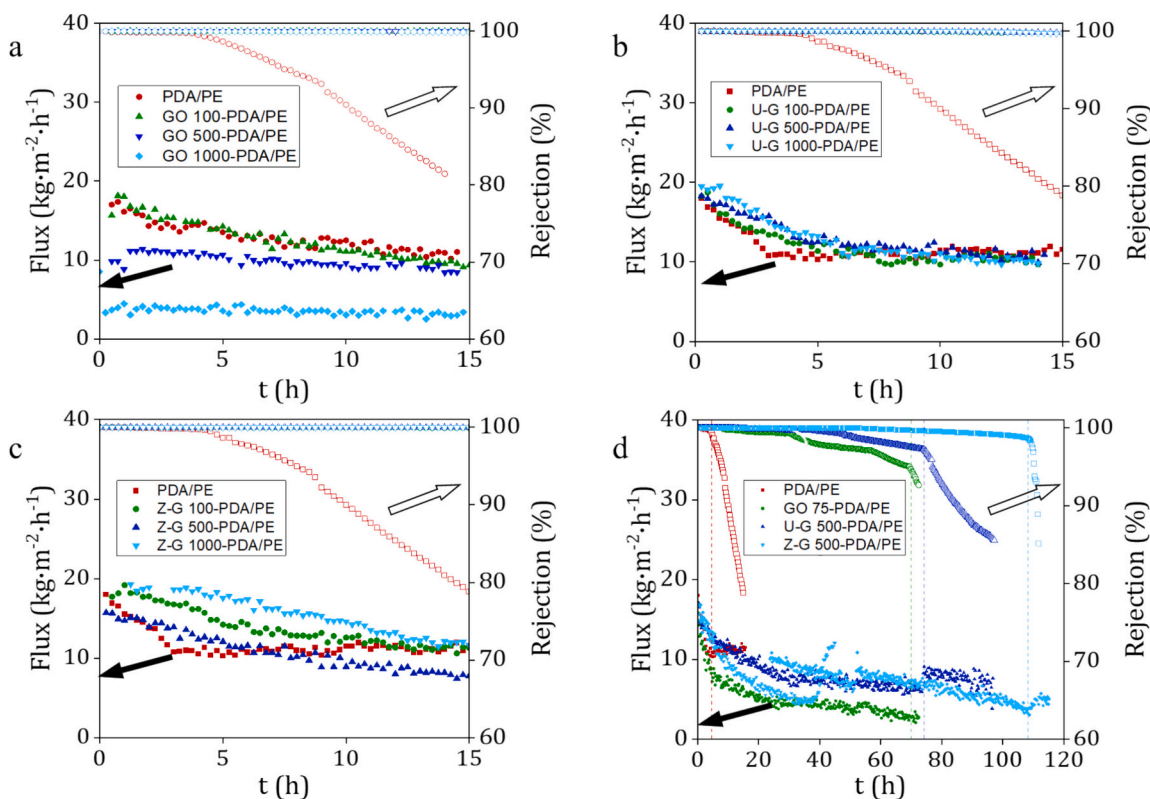 a
40
30
20
10
0
Flux (kg·m⁻²·h⁻¹)
PDA/PE
GO 100-PDA/PE
GO 500-PDA/PE
GO 1000-PDA/PE
100
90
80
70
60
Rejection (%)
0 5 10 15
t (h)
b
40
30
20
10
0
Flux (kg·m⁻²·h⁻¹)
PDA/PE
U-G 100-PDA/PE
U-G 500-PDA/PE
U-G 1000-PDA/PE
100
90
80
70
60
Rejection (%)
0 5 10 15
t (h)
c
40
30
20
10
0
Flux (kg·m⁻²·h⁻¹)
PDA/PE
Z-G 100-PDA/PE
Z-G 500-PDA/PE
Z-G 1000-PDA/PE
100
90
80
70
60
Rejection (%)
0 5 10 15
t (h)
d
40
30
20
10
0
Flux (kg·m⁻²·h⁻¹)
PDA/PE
GO 75-PDA/PE
U-G 500-PDA/PE
Z-G 500-PDA/PE
100
90
80
70
60
Rejection (%)
0 20 40 60 80 100 120
t (h)